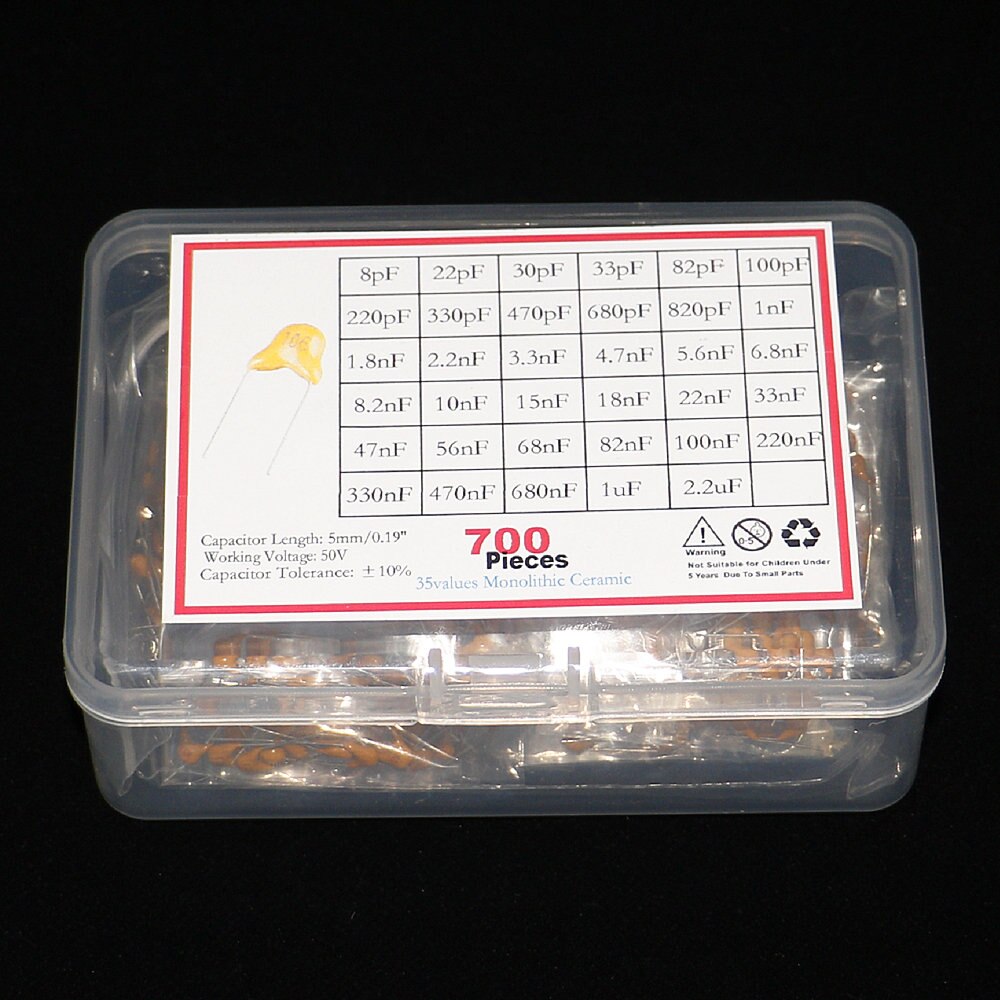 8pF 22pF 30pF 33pF 82pF 100pF
220pF 330pF 470pF 680pF 820pF 1nF
1.8nF 2.2nF 3.3nF 4.7nF 5.6nF 6.8nF
8.2nF 10nF 15nF 18nF 22nF 33nF
47nF 56nF 68nF 82nF 100nF 220nF
330nF 470nF 680nF 1uF 2.2uF
106
Capacitor Length: 5mm/0.19"
Working Voltage: 50V
Capacitor Tolerance: ±10%
700
Pieces
35values Monolithic Ceramic
Warning
0-5
Not Suitable for Children Under
5 Years Due To Small Parts